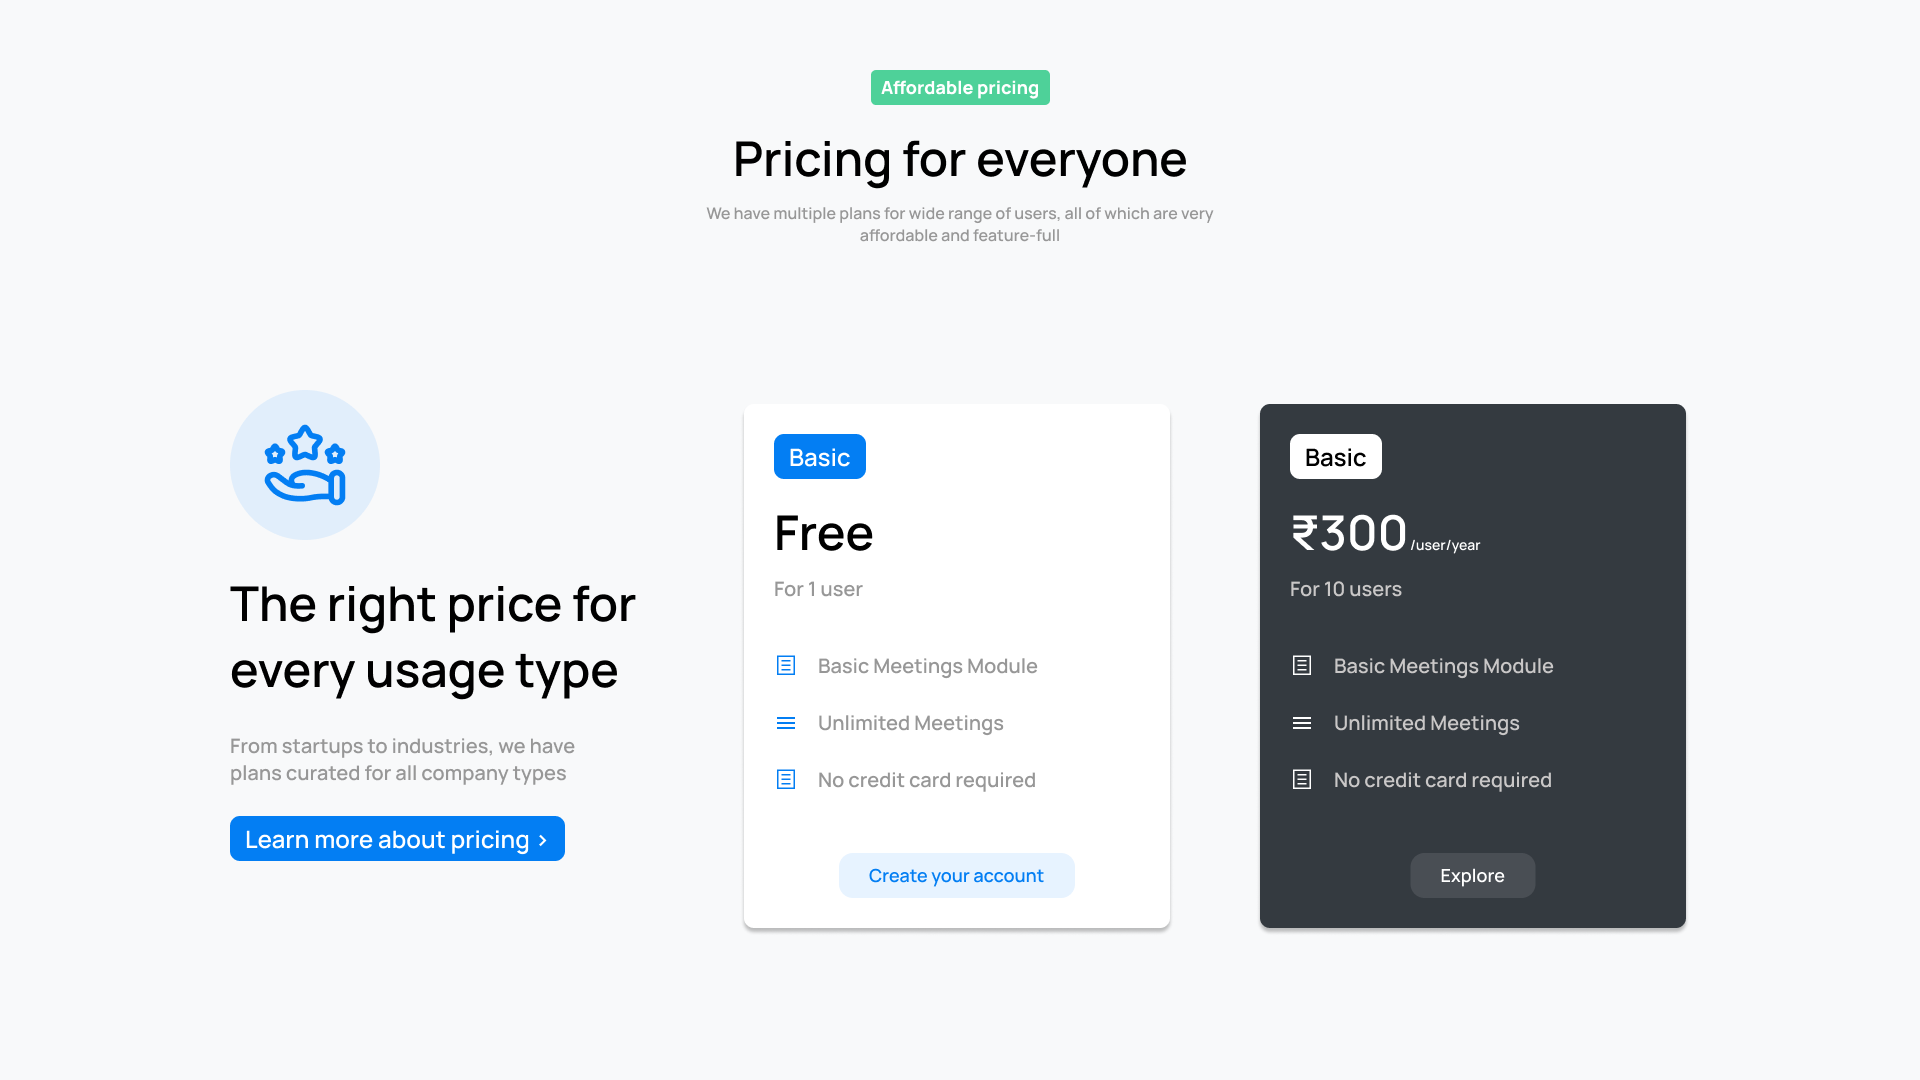 Affordable pricing
Pricing for everyone
We have multiple plans for wide range of users, all of which are very
affordable and feature-full
The right price for
every usage type
From startups to industries, we have
plans curated for all company types
Learn more about pricing >
Basic
Free
For 1 user
Basic Meetings Module
Unlimited Meetings
No credit card required
Create your account
Basic
₹300 /user/year
For 10 users
Basic Meetings Module
Unlimited Meetings
No credit card required
Explore